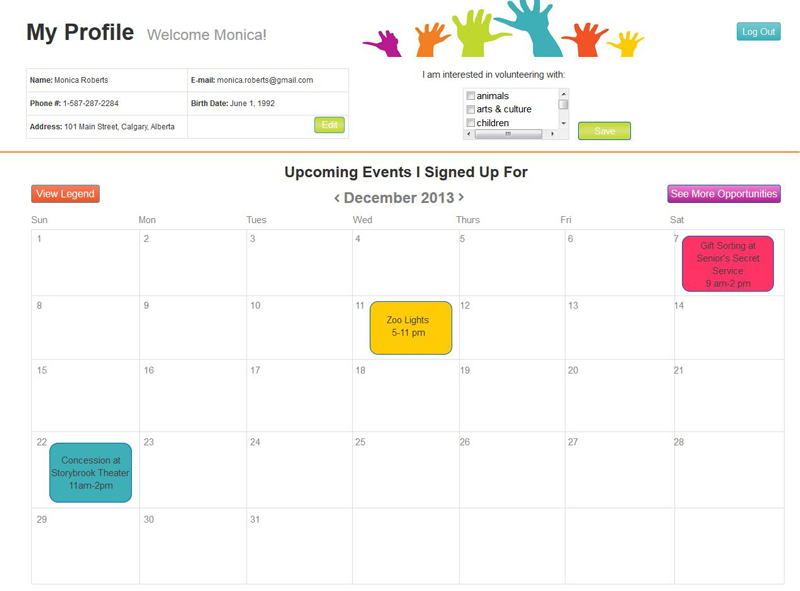 My Profile Welcome Monica!
Log Out
Name: Monica Roberts
E-mail: monica.roberts@gmail.com
Phone #: 1-587-287-2284
Birth Date: June 1, 1992
Address: 101 Main Street, Calgary, Alberta
Edit
I am interested in volunteering with:
animals
arts & culture
children
Save
Upcoming Events I Signed Up For
View Legend
< December 2013 >
See More Opportunities
Sun Mon Tues Wed Thurs Fri Sat
1 2 3 4 5 6 7
Gift Sorting at
Senior's Secret
Service
9 am-2 pm
8 9 10 11 12 13 14
Zoo Lights
5-11 pm
15 16 17 18 19 20 21
22 23 24 25 26 27 28
Concession at
Storybrook Theater
11am-2pm
29 30 31